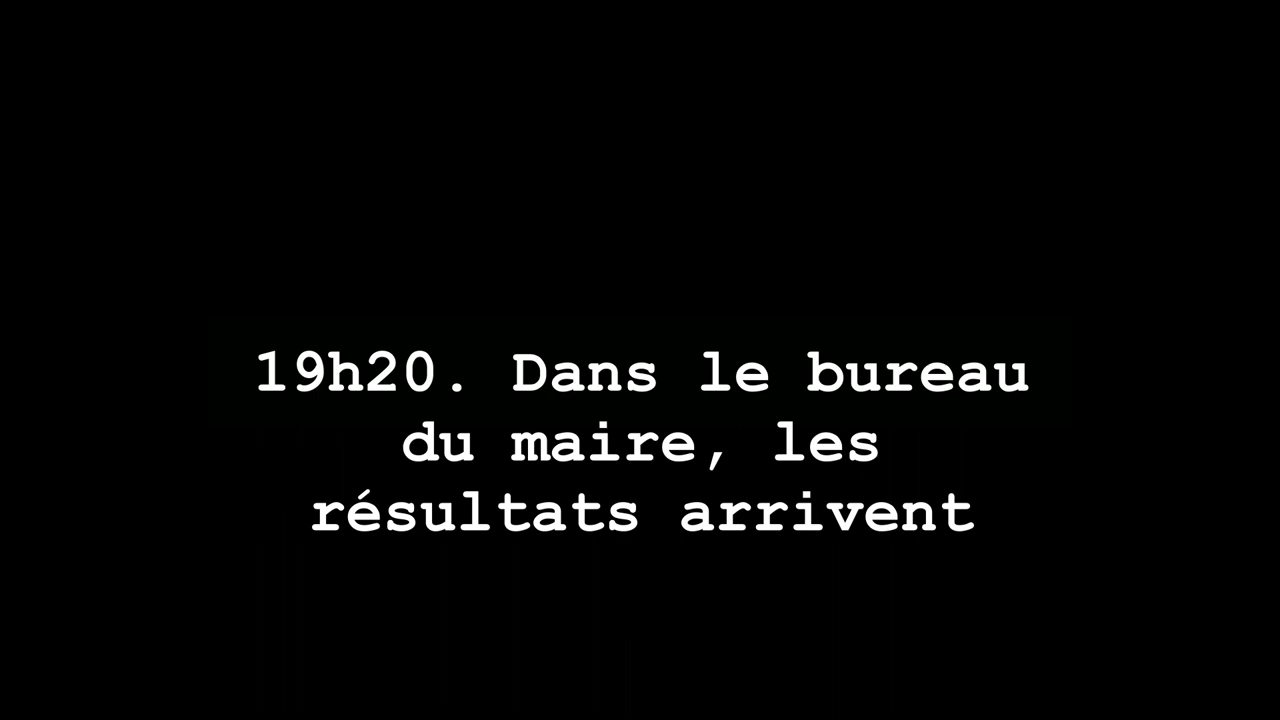 19h20. Dans le bureau
du maire, les
résultats arrivent